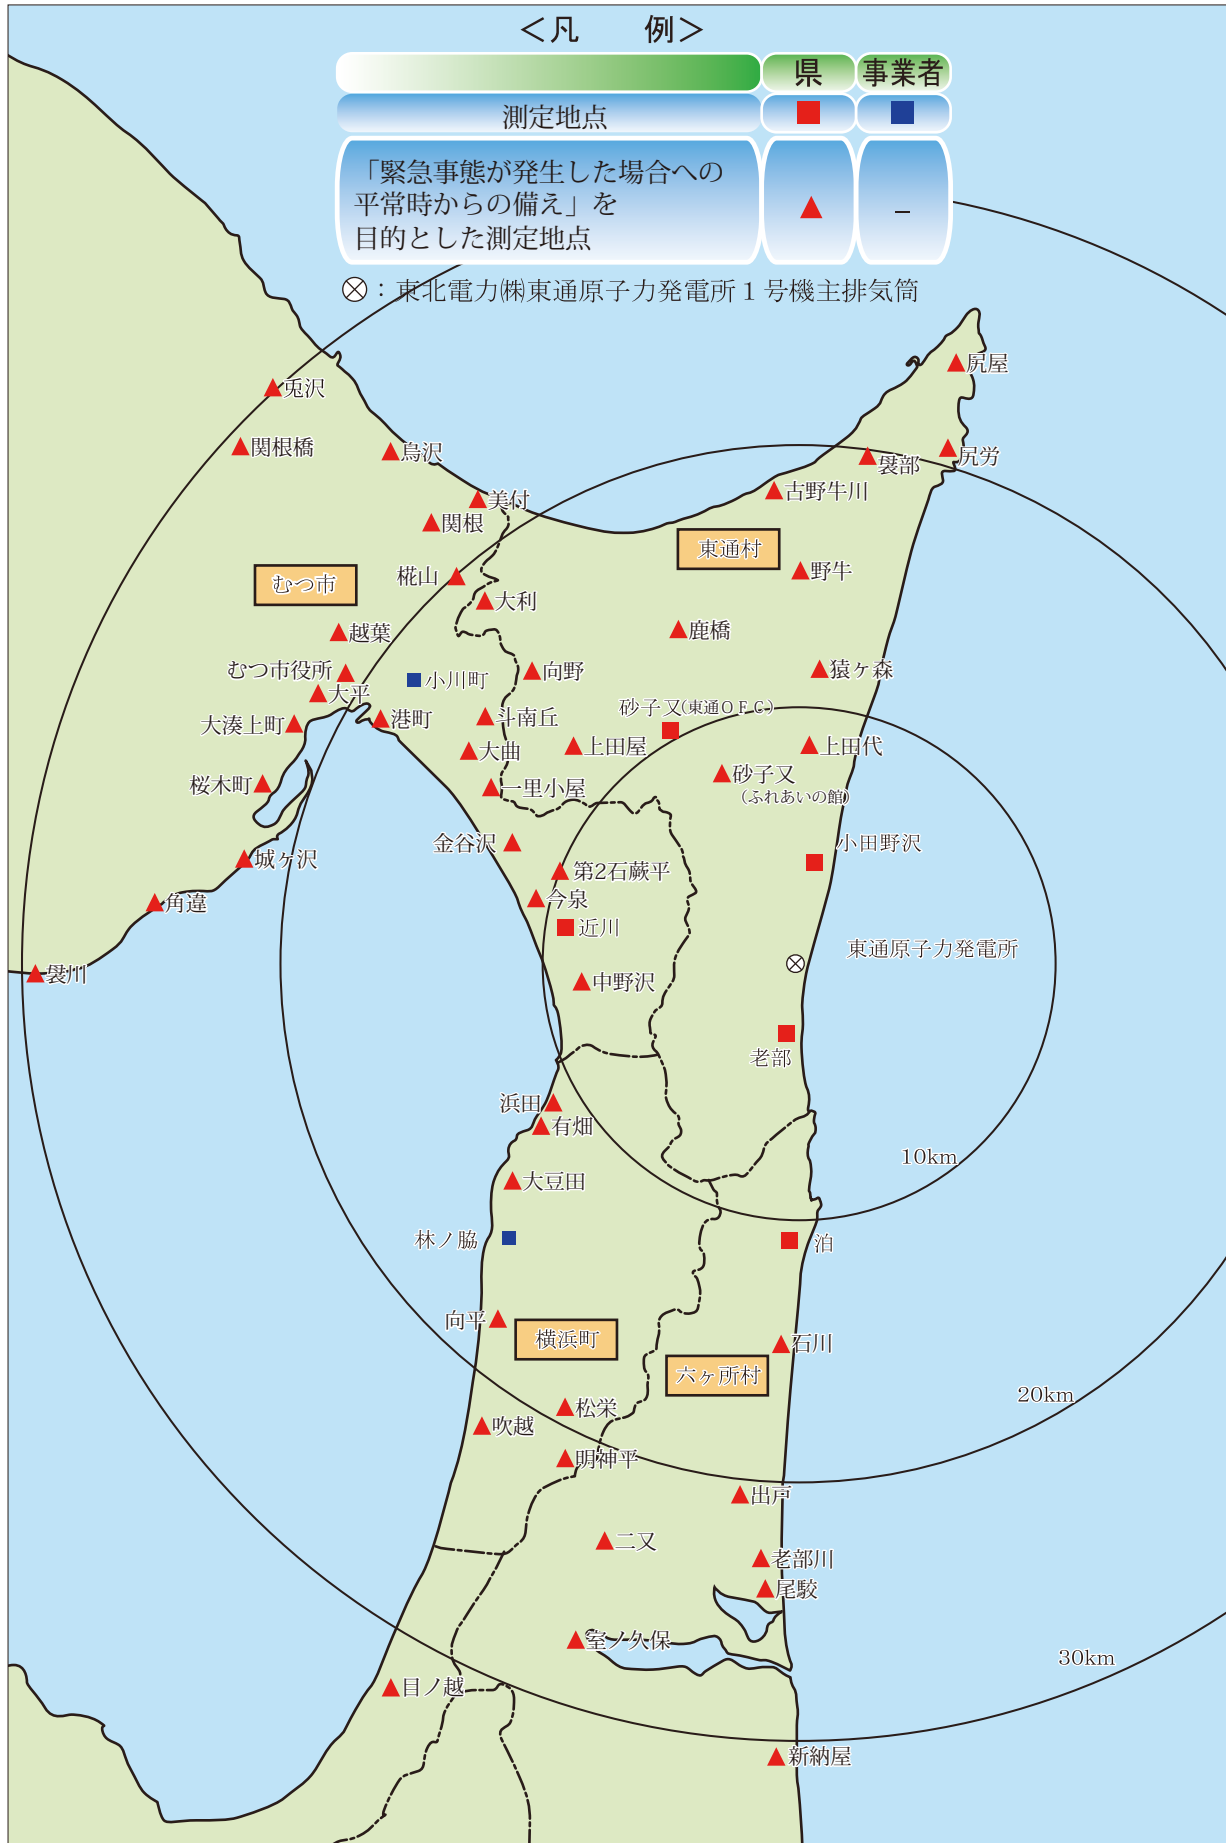 ＜凡　例＞
県
事業者
測定地点
「緊急事態が発生した場合への
平常時からの備え」を
目的とした測定地点
－
⊗：東北電力㈱東通原子力発電所１号機主排気筒
尻屋
兎沢
関根橋
烏沢
袰部
尻労
古野牛川
美付
関根
東通村
椛山
野牛
むつ市
大利
越葉
鹿橋
むつ市役所
小川町
向野
猿ヶ森
大平
砂子又(東通ＯＦＣ)
大湊上町
港町
斗南丘
大曲
上田屋
上田代
桜木町
一里小屋
砂子又
(ふれあいの館)
金谷沢
小田野沢
城ヶ沢
第2石蕨平
角違
今泉
近川
東通原子力発電所
袰川
中野沢
老部
浜田
有畑
10km
大豆田
林ノ脇
泊
向平
横浜町
石川
六ヶ所村
20km
松栄
吹越
明神平
出戸
二又
老部川
尾駮
室ノ久保
30km
目ノ越
新納屋